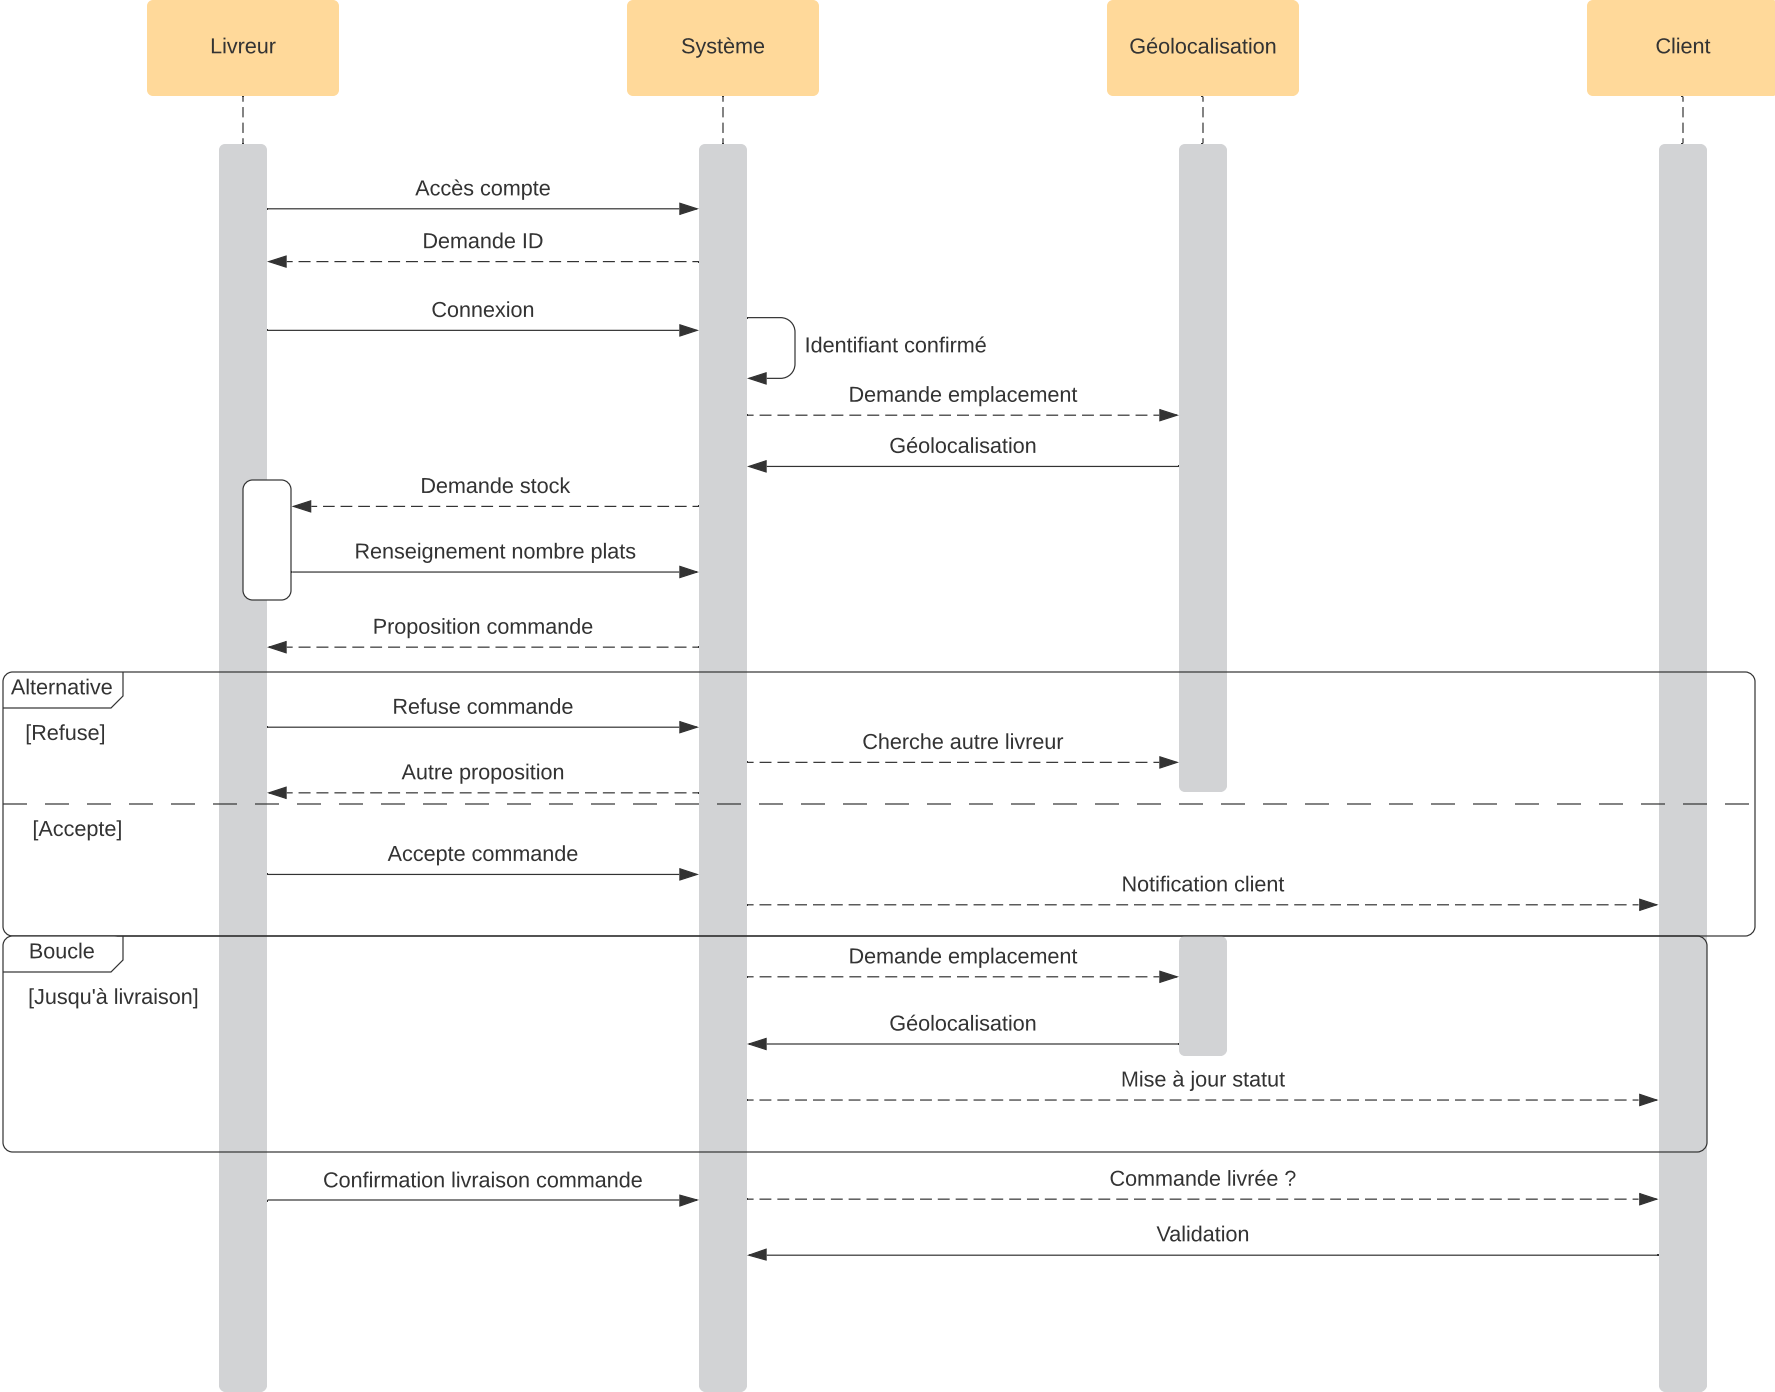 Livreur
Système
Géolocalisation
Client
Accès compte
Demande ID
Connexion
Identifiant confirmé
Demande emplacement
Géolocalisation
Demande stock
Renseignement nombre plats
Proposition commande
Alternative
[Refuse]
Refuse commande
Cherche autre livreur
Autre proposition
[Accepte]
Accepte commande
Notification client
Boucle
[Jusqu'à livraison]
Demande emplacement
Géolocalisation
Mise à jour statut
Confirmation livraison commande
Commande livrée ?
Validation